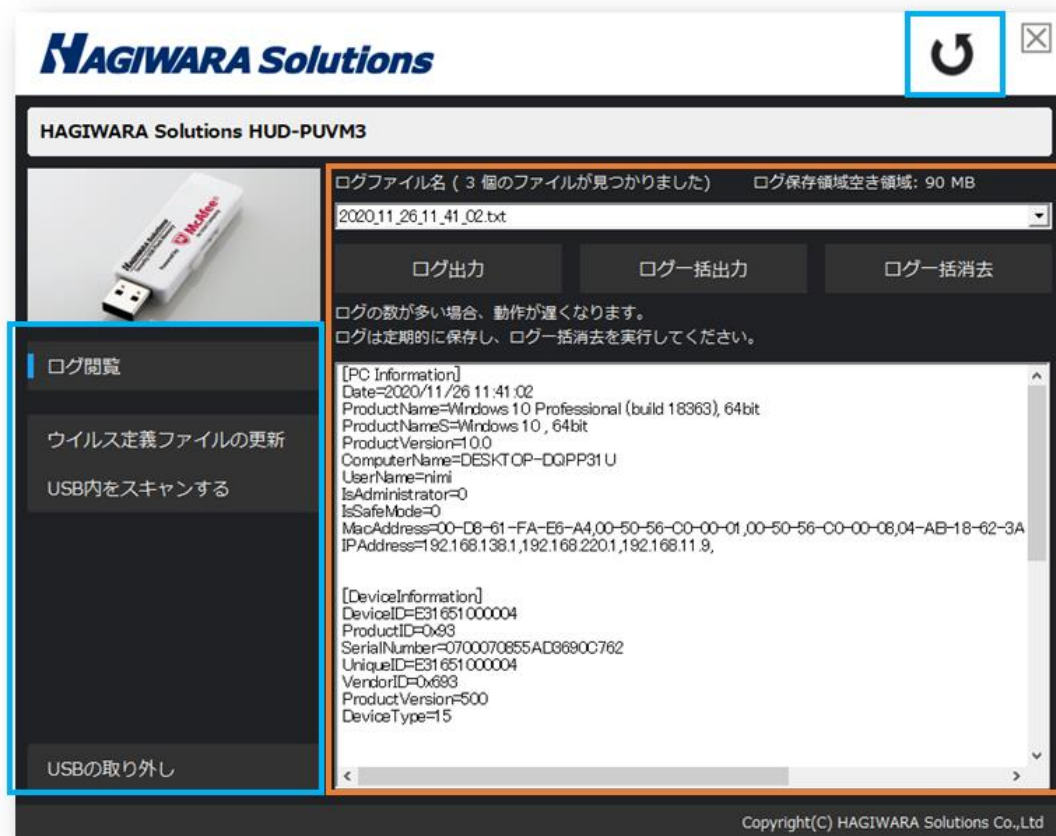 HAGIWARA Solutions
HAGIWARA Solutions HUD-PUVM3
McAfee
ログ閲覧
ウイルス定義ファイルの更新
USB内をスキャンする
USBの取り外し
ログファイル名 ( 3 個のファイルが見つかりました) ログ保存領域空き領域: 90 MB
2020_11_26_11_41_02.txt
ログ出力 ログ一括出力 ログ一括消去
ログの数が多い場合、動作が遅くなります。
ログは定期的に保存し、ログ一括消去を実行してください。
[PC Information]
Date=2020/11/26 11:41:02
ProductName=Windows 10 Professional (build 18363), 64bit
ProductNameS=Windows 10 , 64bit
ProductVersion=10.0
ComputerName=DESKTOP-DQPP31U
UserName=nimi
IsAdministrator=0
IsSafeMode=0
MacAddress=00-D8-61-FA-E6-A4,00-50-56-C0-00-01,00-50-56-C0-00-08,04-AB-18-62-3A
IPAddress=192.168.138.1,192.168.220.1,192.168.11.9,
[DeviceInformation]
DeviceID=E31651000004
ProductID=0x93
SerialNumber=0700070855AD3690C762
UniqueID=E31651000004
VendorID=0x693
ProductVersion=500
DeviceType=15
Copyright(C) HAGIWARA Solutions Co.,Ltd